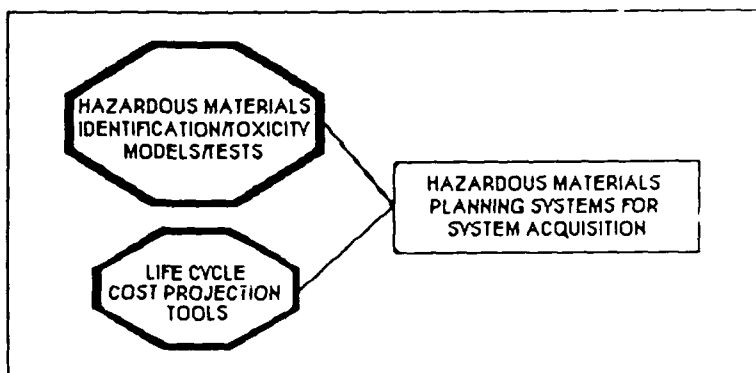 HAZARDOUS MATERIALS
IDENTIFICATION/TOXICITY
MODELS/TESTS
HAZARDOUS MATERIALS
PLANNING SYSTEMS FOR
SYSTEM ACQUISITION
LIFE CYCLE
COST PROJECTION
TOOLS